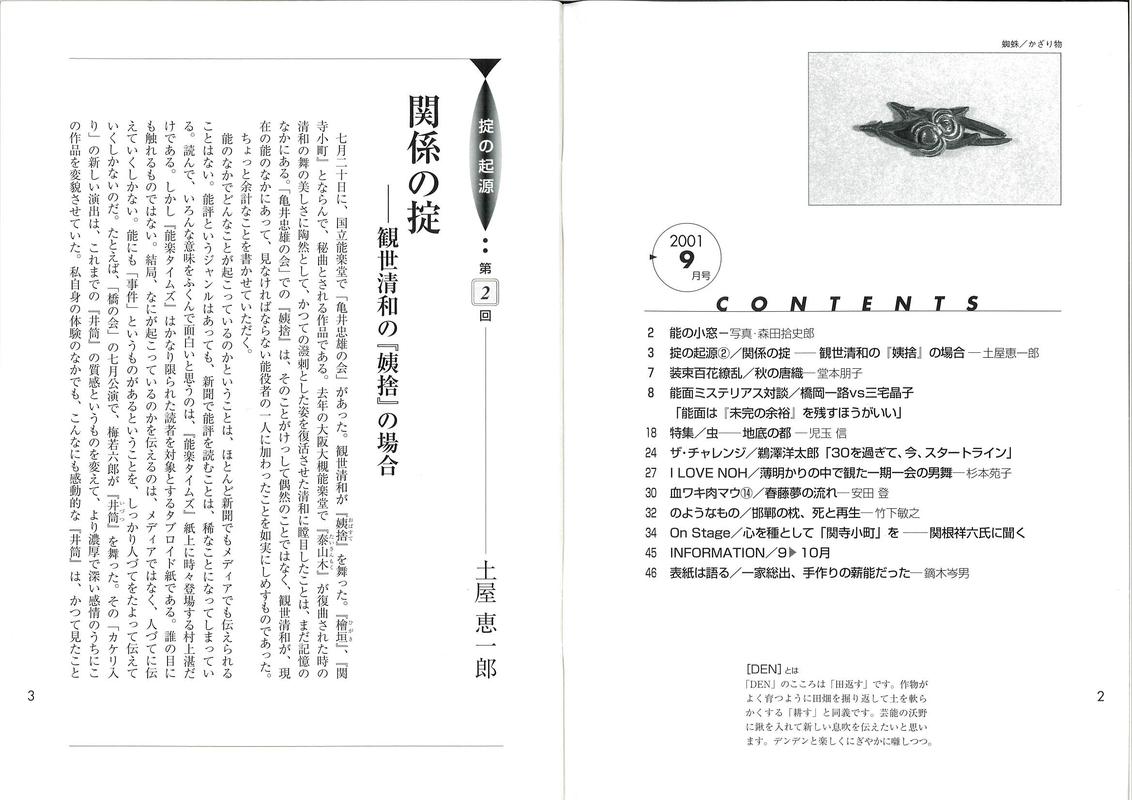 蜘蛛／かざり物
2001
9
月号
CONTENTS
2 能の小窓－写真・森田拾史郎
3 掟の起源②／関係の掟 ── 観世清和の『姨捨』の場合 ─ 土屋恵一郎
7 装束百花繚乱／秋の唐織─ 堂本朋子
8 能面ミステリアス対談／橋岡一路vs三宅晶子
「能面は『未完の余裕』を残すほうがいい」
18 特集／虫── 地底の都 ─ 児玉 信
24 ザ・チャレンジ／鵜澤洋太郎「30を過ぎて、今、スタートライン」
27 I LOVE NOH／薄明かりの中で観た一期一会の男舞─ 杉本苑子
30 血ワキ肉マウ⑭／春藤夢の流れ─ 安田 登
32 のようなもの／邯鄲の枕、死と再生─ 竹下敏之
34 On Stage／心を種として「関寺小町」を ── 関根祥六氏に聞く
45 INFORMATION／9▶10月
46 表紙は語る／一家総出、手作りの薪能だった─ 鏑木岑男
［DEN］とは
「DEN」のこころは「田返す」です。作物が
よく育つように田畑を掘り返して土を軟ら
かくする「耕す」と同義です。芸能の沃野
に鍬を入れて新しい息吹を伝えたいと思い
ます。デンデンと楽しくにぎやかに囃しつつ。
2
掟の起源
第2回
土屋恵一郎
関係の掟
──観世清和の『姨捨』の場合
七月二十日に、国立能楽堂で「亀井忠雄の会」があった。観世清和が『姨捨』を舞った。『檜垣』、『関
寺小町』とならんで、秘曲とされる作品である。去年の大阪大槻能楽堂で『泰山木』が復曲された時の
清和の舞の美しさに陶然として、かつての潑剌とした姿を復活させた清和に瞠目したことは、まだ記憶の
なかにある。「亀井忠雄の会」での『姨捨』は、そのことがけっして偶然のことではなく、観世清和が、現
在の能のなかにあって、見なければならない能役者の一人に加わったことを如実にしめすものであった。
ちょっと余計なことを書かせていただく。
能のなかでどんなことが起こっているのかということは、ほとんど新聞でもメディアでも伝えられる
ことはない。能評というジャンルはあっても、新聞で能評を読むことは、稀なことになってしまってい
る。読んで、いろんな意味をふくんで面白いと思うのは、『能楽タイムズ』紙上に時々登場する村上湛だ
けである。しかし『能楽タイムズ』はかなり限られた読者を対象とするタブロイド紙である。誰の目に
も触れるものではない。結局、なにが起こっているのかを伝えるのは、メディアではなく、人づてに伝
えていくしかない。能にも「事件」というものがあるということを、しっかり人づてをたよって伝えて
いくしかないのだ。たとえば、「橋の会」の七月公演で、梅若六郎が『井筒』を舞った。その「カケリ入
り」の新しい演出は、これまでの『井筒』の質感というものを変えて、より濃厚で深い感情のうちにこ
の作品を変貌させていた。私自身の体験のなかでも、こんなにも感動的な『井筒』は、かつて見たこと
3